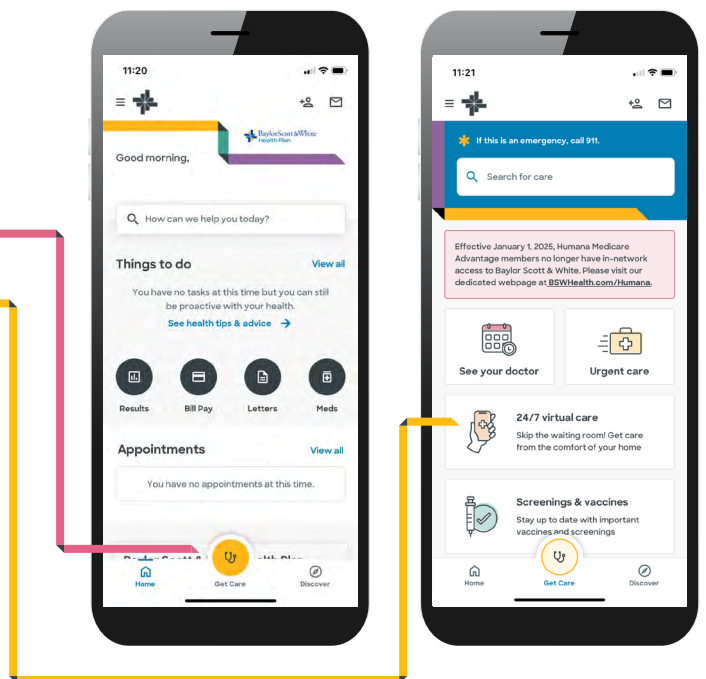 11:20
BaylorScott&White
Health Plan
Good morning,
How can we help you today?
Things to do
View all
You have no tasks at this time but you can still
be proactive with your health.
See health tips & advice
Results
Bill Pay
Letters
Meds
Appointments
View all
You have no appointments at this time.
Home
Get Care
Discover
11:21
If this is an emergency, call 911.
Search for care
Effective January 1, 2025, Humana Medicare
Advantage members no longer have in-network
access to Baylor Scott & White. Please visit our
dedicated webpage at BSWHealth.com/Humana.
See your doctor
Urgent care
24/7 virtual care
Skip the waiting room! Get care
from the comfort of your home
Screenings & vaccines
Stay up to date with important
vaccines and screenings
Home
Get Care
Discover